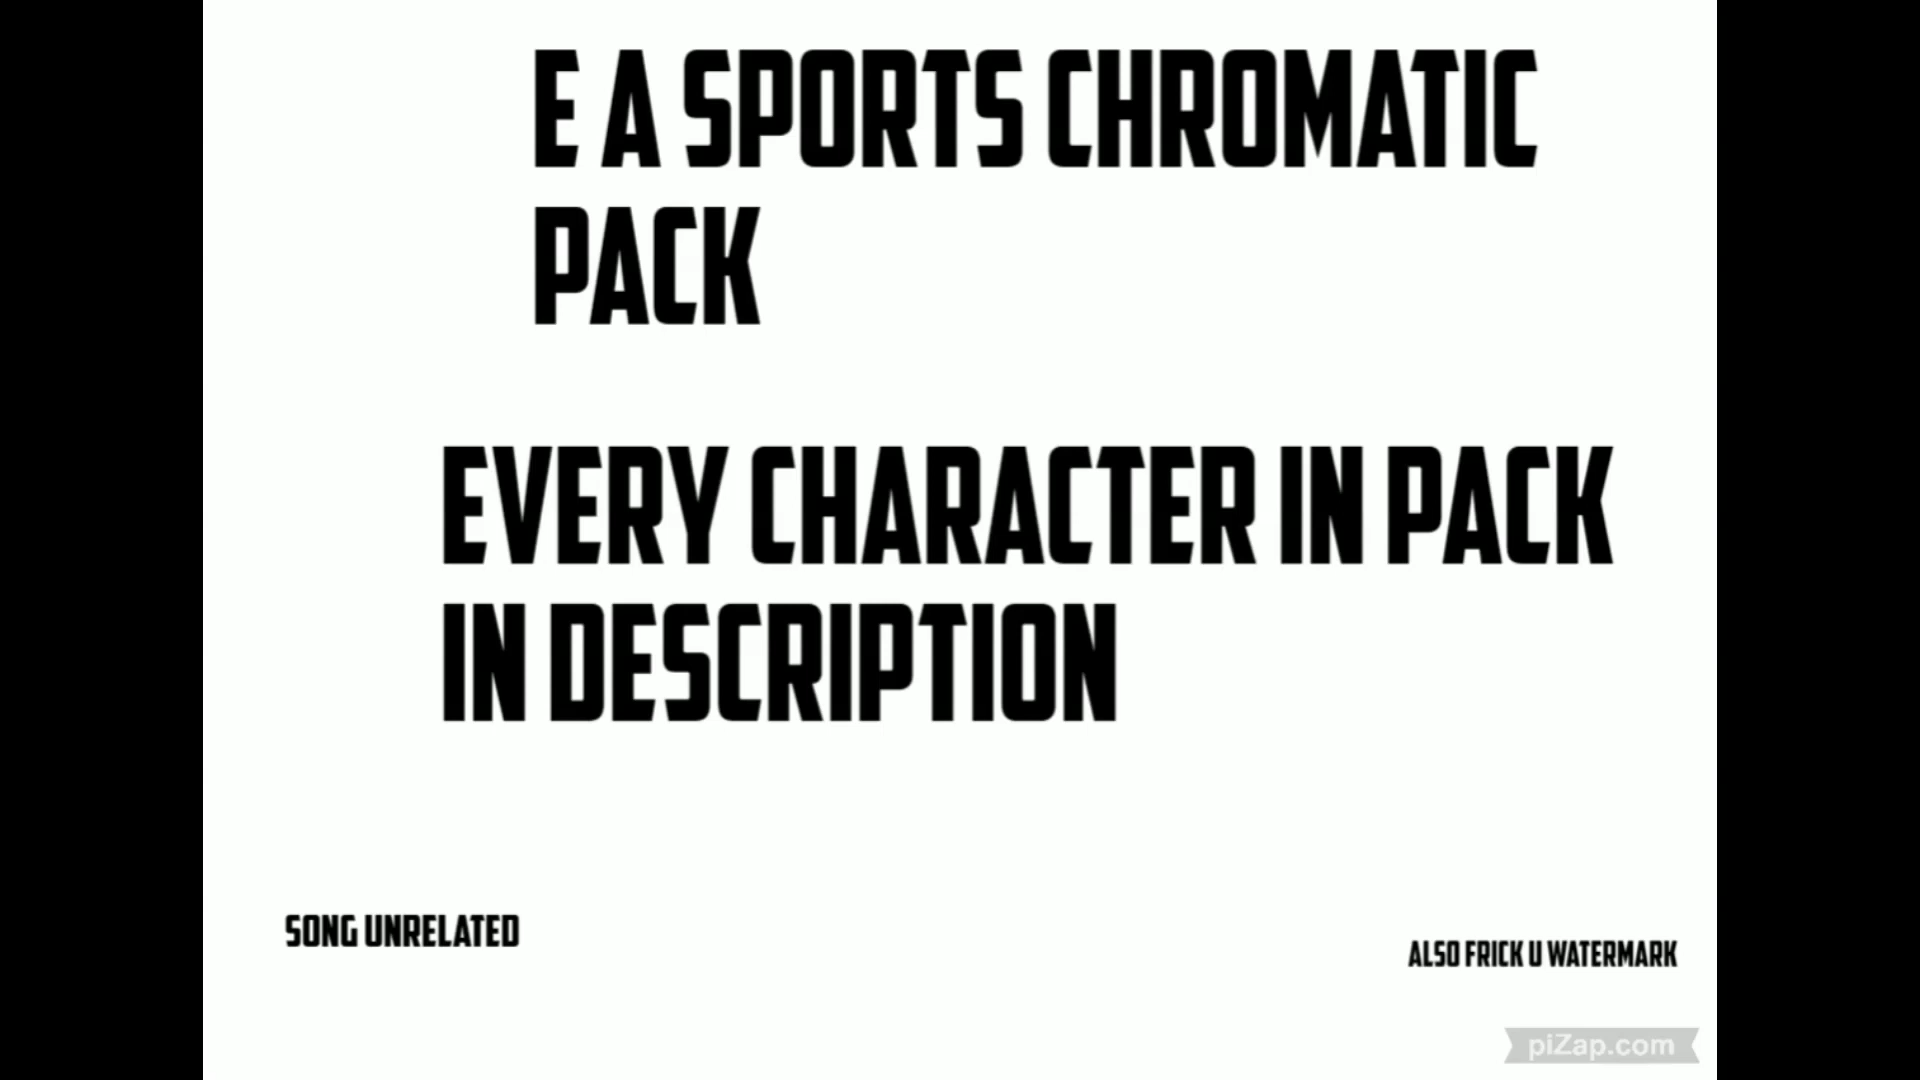 E A SPORTS CHROMATIC
PACK
EVERY CHARACTER IN PACK
IN DESCRIPTION
SONG UNRELATED
ALSO FRICK U WATERMARK
piZap.com